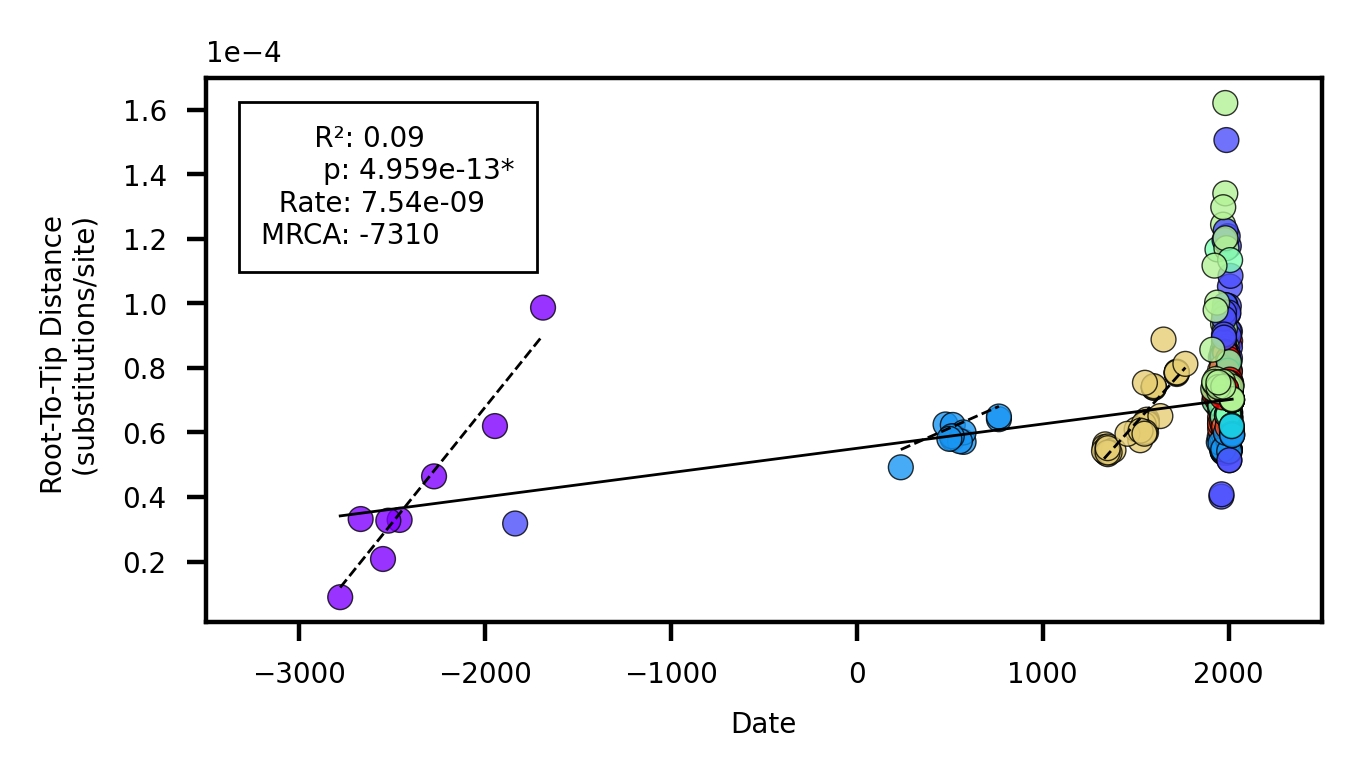 1e−4
R²: 0.09
p: 4.959e-13*
Rate: 7.54e-09
MRCA: -7310
1.6
1.4
1.2
1.0
0.8
0.6
0.4
0.2
Root-To-Tip Distance
(substitutions/site)
−3000
−2000
−1000
0
1000
2000
Date